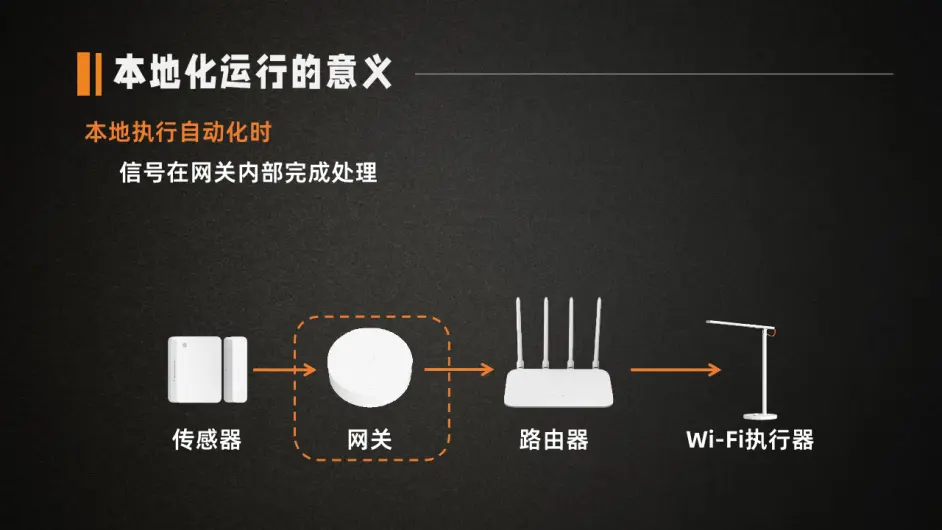 本地化运行的意义
本地执行自动化时
信号在网关内部完成处理
传感器
网关
路由器
Wi-Fi执行器